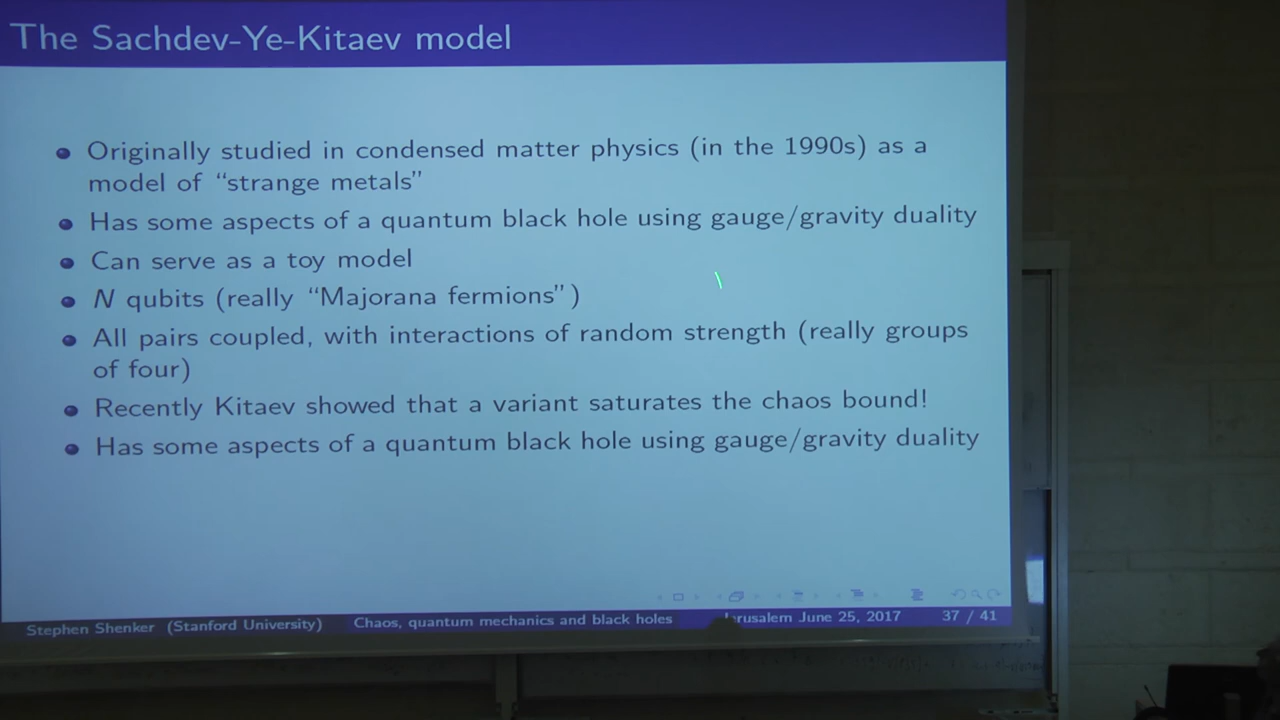 The Sachdev-Ye-Kitaev model
Originally studied in condensed matter physics (in the 1990s) as a
model of “strange metals”
Has some aspects of a quantum black hole using gauge/gravity duality
Can serve as a toy model
N qubits (really “Majorana fermions”)
All pairs coupled, with interactions of random strength (really groups
of four)
Recently Kitaev showed that a variant saturates the chaos bound!
Has some aspects of a quantum black hole using gauge/gravity duality
Stephen Shenker (Stanford University) Chaos, quantum mechanics and black holes Jerusalem June 25, 2017 37 / 41